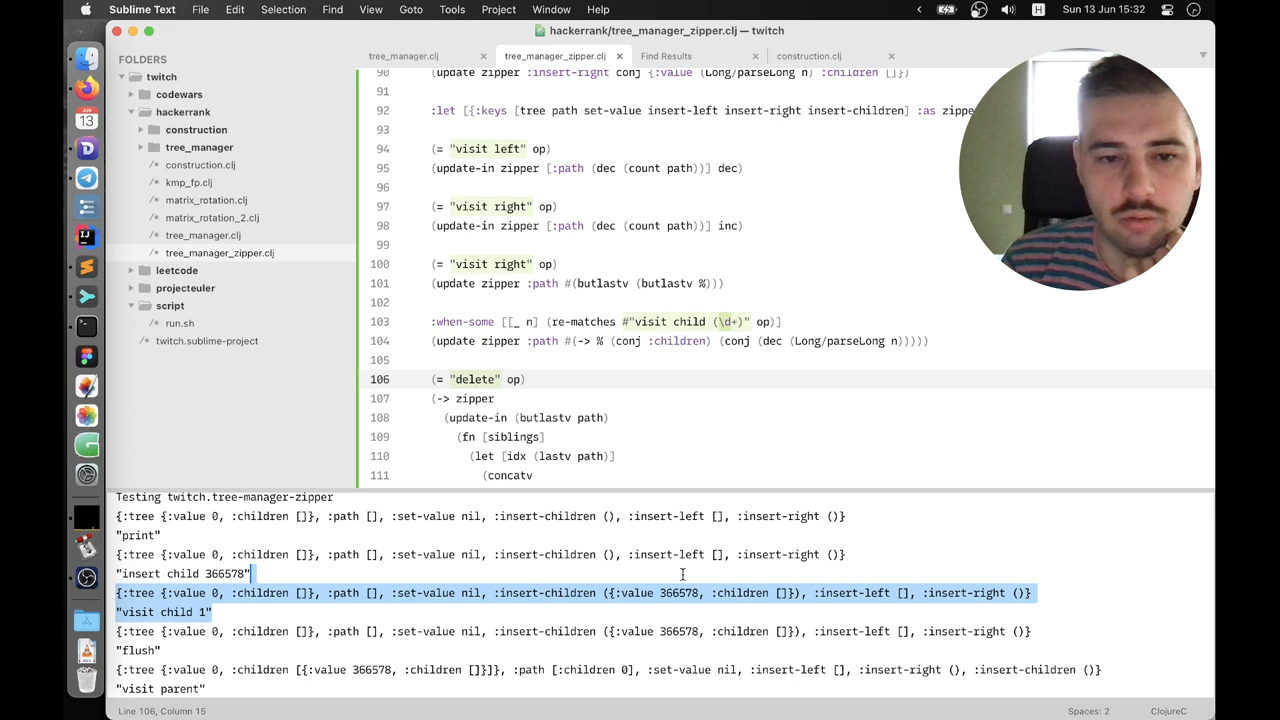 Sublime Text File Edit Selection Find View Goto Tools Project Window Help
H Sun 13 Jun 15:32
hackerrank/tree_manager_zipper.clj — twitch
FOLDERS
twitch
codewars
hackerrank
construction
tree_manager
/* construction.clj
/* kmp_fp.clj
/* matrix_rotation.clj
/* matrix_rotation_2.clj
/* tree_manager.clj
/* tree_manager_zipper.clj
leetcode
projecteuler
script
/* run.sh
/* twitch.sublime-project
JUN
13
tree_manager.clj × tree_manager_zipper.clj × Find Results × construction.clj ×
90 (update zipper :insert-right conj {:value (Long/parseLong n) :children []})
91
92 :let [{:keys [tree path set-value insert-left insert-right insert-children] :as zippe
93
94 (= "visit left" op)
95 (update-in zipper [:path (dec (count path))] dec)
96
97 (= "visit right" op)
98 (update-in zipper [:path (dec (count path))] inc)
99
100 (= "visit right" op)
101 (update zipper :path #(butlastv (butlastv %)))
102
103 :when-some [[_ n] (re-matches #"visit child (\d+)" op)]
104 (update zipper :path #(-> % (conj :children) (conj (dec (Long/parseLong n)))))
105
106 (= "delete" op)
107 (-> zipper
108 (update-in (butlastv path)
109 (fn [siblings]
110 (let [idx (lastv path)]
111 (concatv
Testing twitch.tree-manager-zipper
{:tree {:value 0, :children []}, :path [], :set-value nil, :insert-children (), :insert-left [], :insert-right ()}
"print"
{:tree {:value 0, :children []}, :path [], :set-value nil, :insert-children (), :insert-left [], :insert-right ()}
"insert child 366578"
{:tree {:value 0, :children []}, :path [], :set-value nil, :insert-children ({:value 366578, :children []}), :insert-left [], :insert-right ()}
"visit child 1"
{:tree {:value 0, :children []}, :path [], :set-value nil, :insert-children ({:value 366578, :children []}), :insert-left [], :insert-right ()}
"flush"
{:tree {:value 0, :children [{:value 366578, :children []}]}, :path [:children 0], :set-value nil, :insert-left [], :insert-right (), :insert-children ()}
"visit parent"
Line 106, Column 15
Spaces: 2 ClojureC